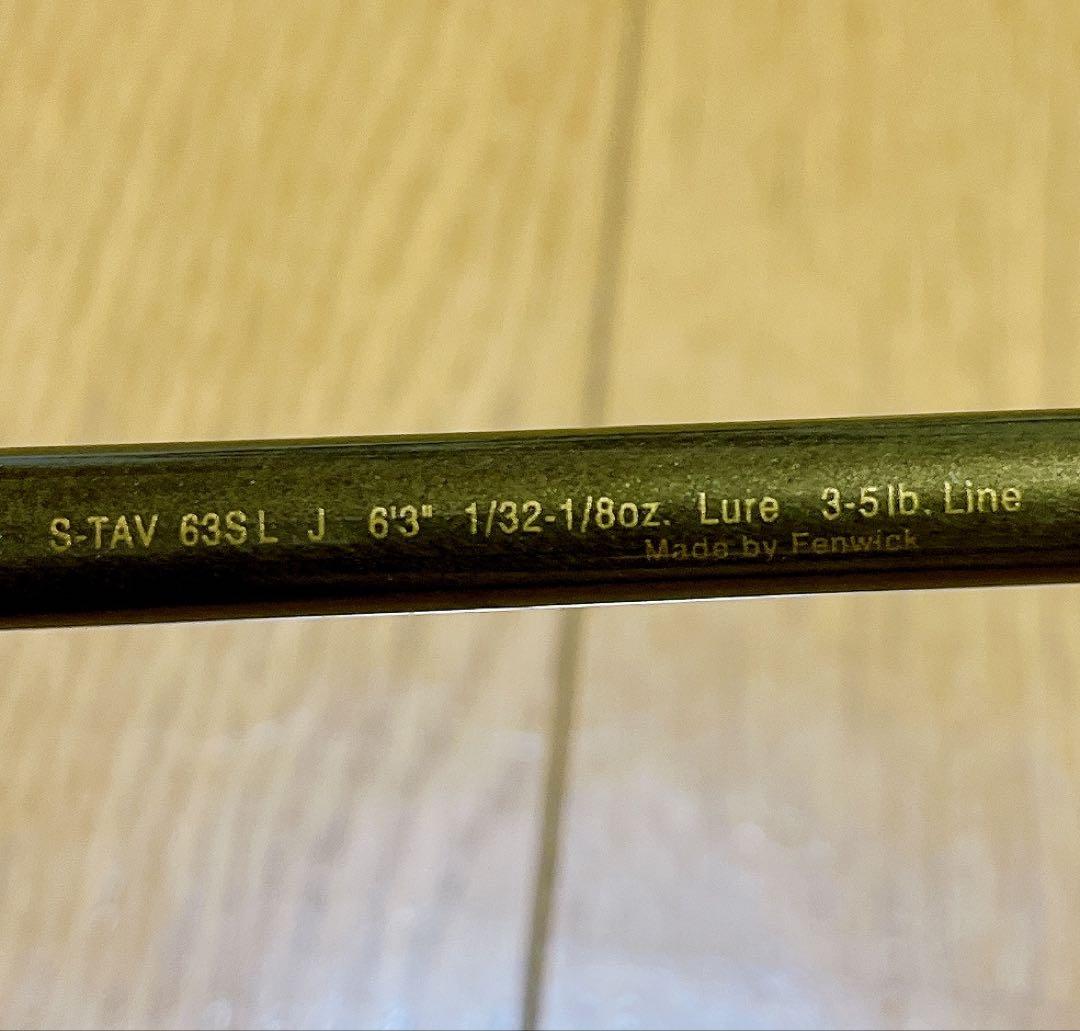 S-TAV 63SL J 6'3" 1/32-1/8oz. Lure 3-5lb. Line
Made by Fenwick